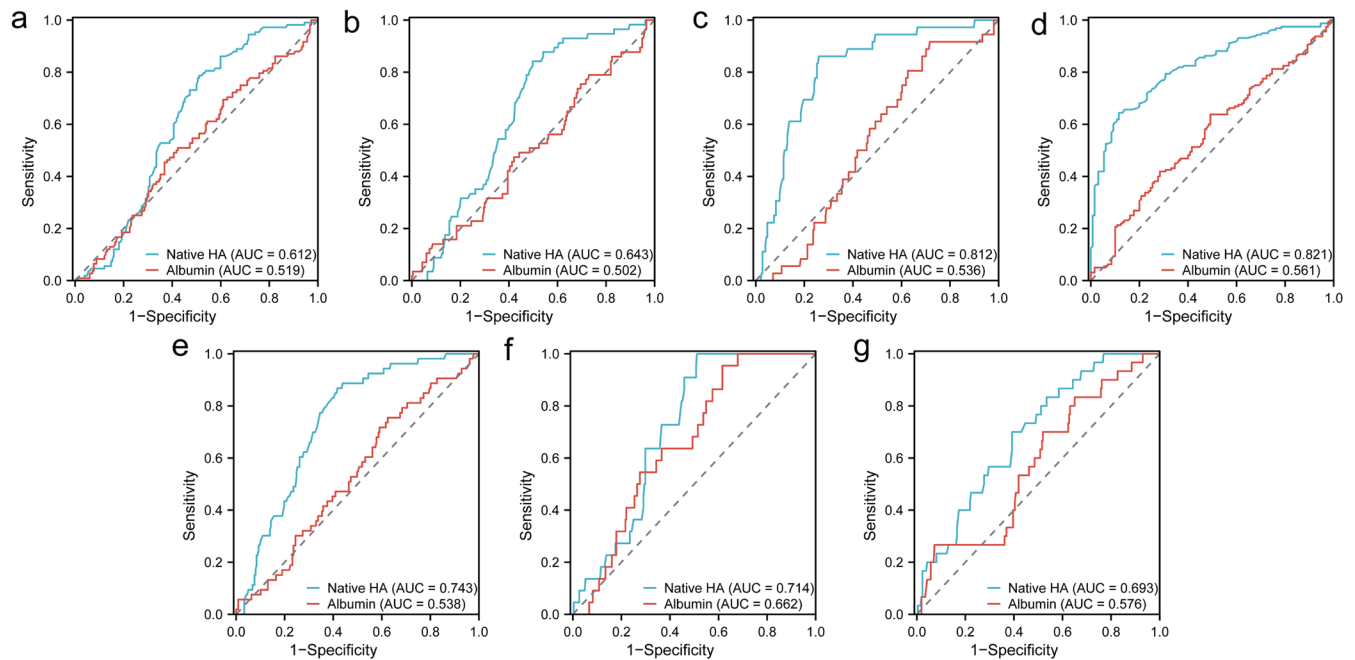 a
1.0
0.8
0.6
0.4
0.2
0.0
Sensitivity
Native HA (AUC = 0.612)
Albumin (AUC = 0.519)
0.0 0.2 0.4 0.6 0.8 1.0
1−Specificity
b
1.0
0.8
0.6
0.4
0.2
0.0
Sensitivity
Native HA (AUC = 0.643)
Albumin (AUC = 0.502)
0.0 0.2 0.4 0.6 0.8 1.0
1−Specificity
c
1.0
0.8
0.6
0.4
0.2
0.0
Sensitivity
Native HA (AUC = 0.812)
Albumin (AUC = 0.536)
0.0 0.2 0.4 0.6 0.8 1.0
1−Specificity
d
1.0
0.8
0.6
0.4
0.2
0.0
Sensitivity
Native HA (AUC = 0.821)
Albumin (AUC = 0.561)
0.0 0.2 0.4 0.6 0.8 1.0
1−Specificity
e
1.0
0.8
0.6
0.4
0.2
0.0
Sensitivity
Native HA (AUC = 0.743)
Albumin (AUC = 0.538)
0.0 0.2 0.4 0.6 0.8 1.0
1−Specificity
f
1.0
0.8
0.6
0.4
0.2
0.0
Sensitivity
Native HA (AUC = 0.714)
Albumin (AUC = 0.662)
0.0 0.2 0.4 0.6 0.8 1.0
1−Specificity
g
1.0
0.8
0.6
0.4
0.2
0.0
Sensitivity
Native HA (AUC = 0.693)
Albumin (AUC = 0.576)
0.0 0.2 0.4 0.6 0.8 1.0
1−Specificity